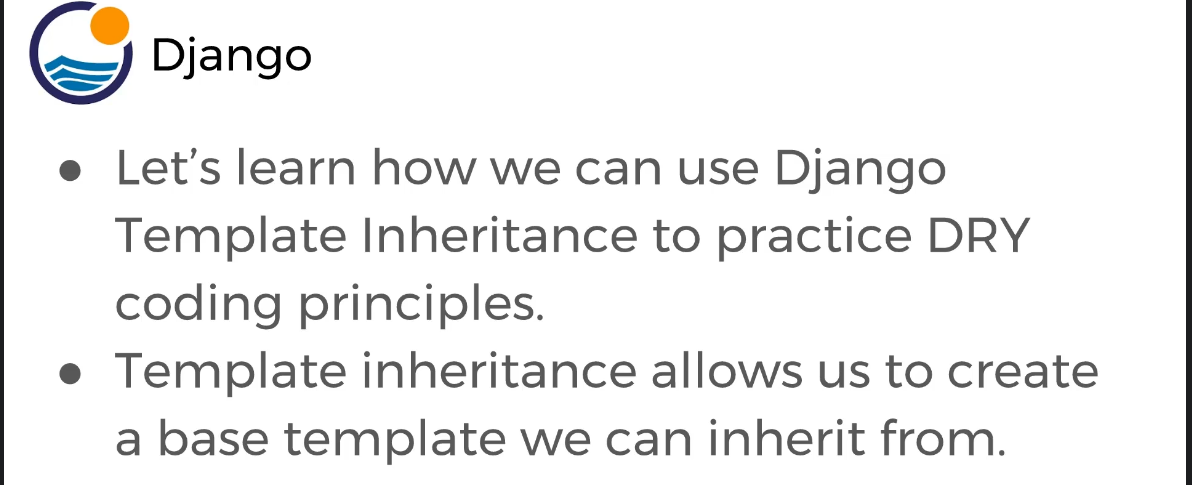 Django
● Let’s learn how we can use Django
Template Inheritance to practice DRY
coding principles.
● Template inheritance allows us to create
a base template we can inherit from.